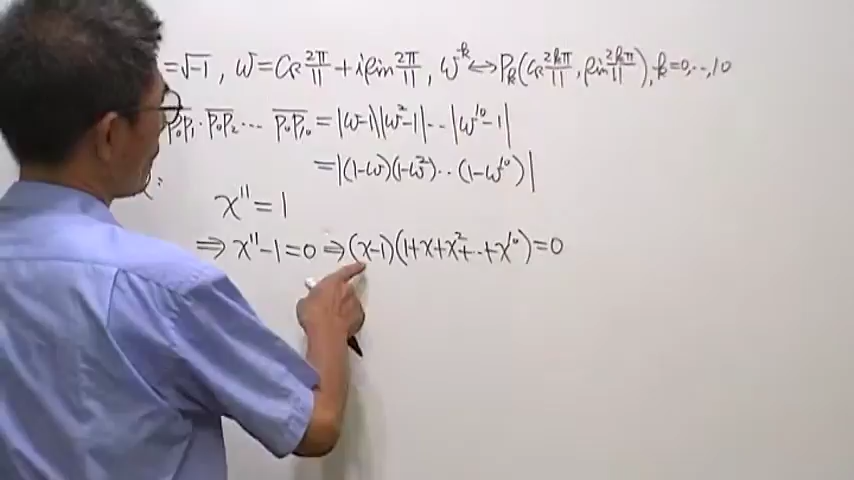 =√-1, ω=cos 2π/11 + i sin 2π/11, ω^k ↔ P_k(cos 2kπ/11, sin 2kπ/11), k=0,…,10
P₀P₁‾ · P₀P₂‾ … P₀P₁₀‾ = |ω-1||ω²-1|…|ω¹⁰-1|
=|(1-ω)(1-ω²)…(1-ω¹⁰)|
x¹¹=1
⇒ x¹¹-1=0 ⇒ (x-1)(1+x+x²+…+x¹⁰)=0